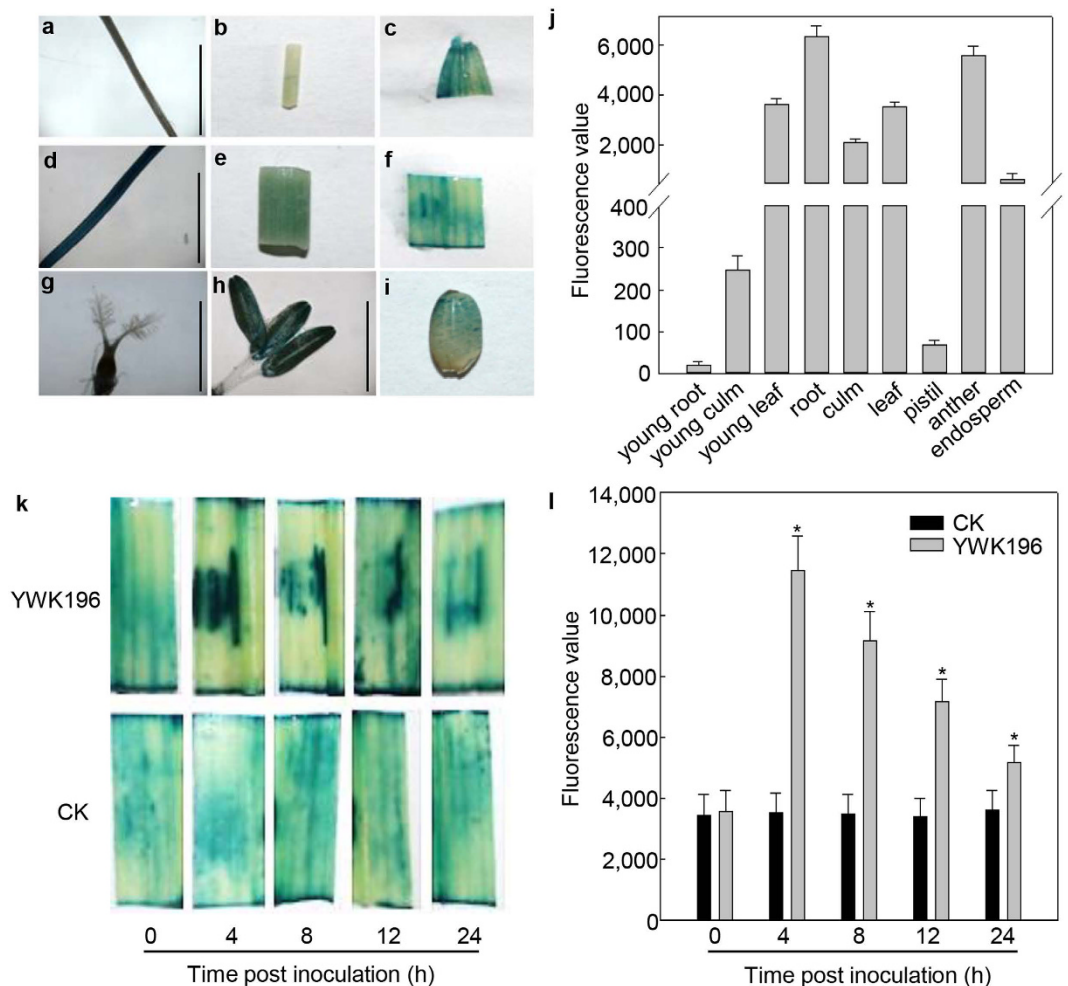 a
b
c
d
e
f
g
h
i
j
Fluorescence value
6,000
4,000
2,000
400
300
200
100
0
young root
young culm
young leaf
root
culm
leaf
pistil
anther
endosperm
k
YWK196
CK
0 4 8 12 24
Time post inoculation (h)
l
Fluorescence value
14,000
12,000
10,000
8,000
6,000
4,000
2,000
0
CK
YWK196
* * * *
0 4 8 12 24
Time post inoculation (h)